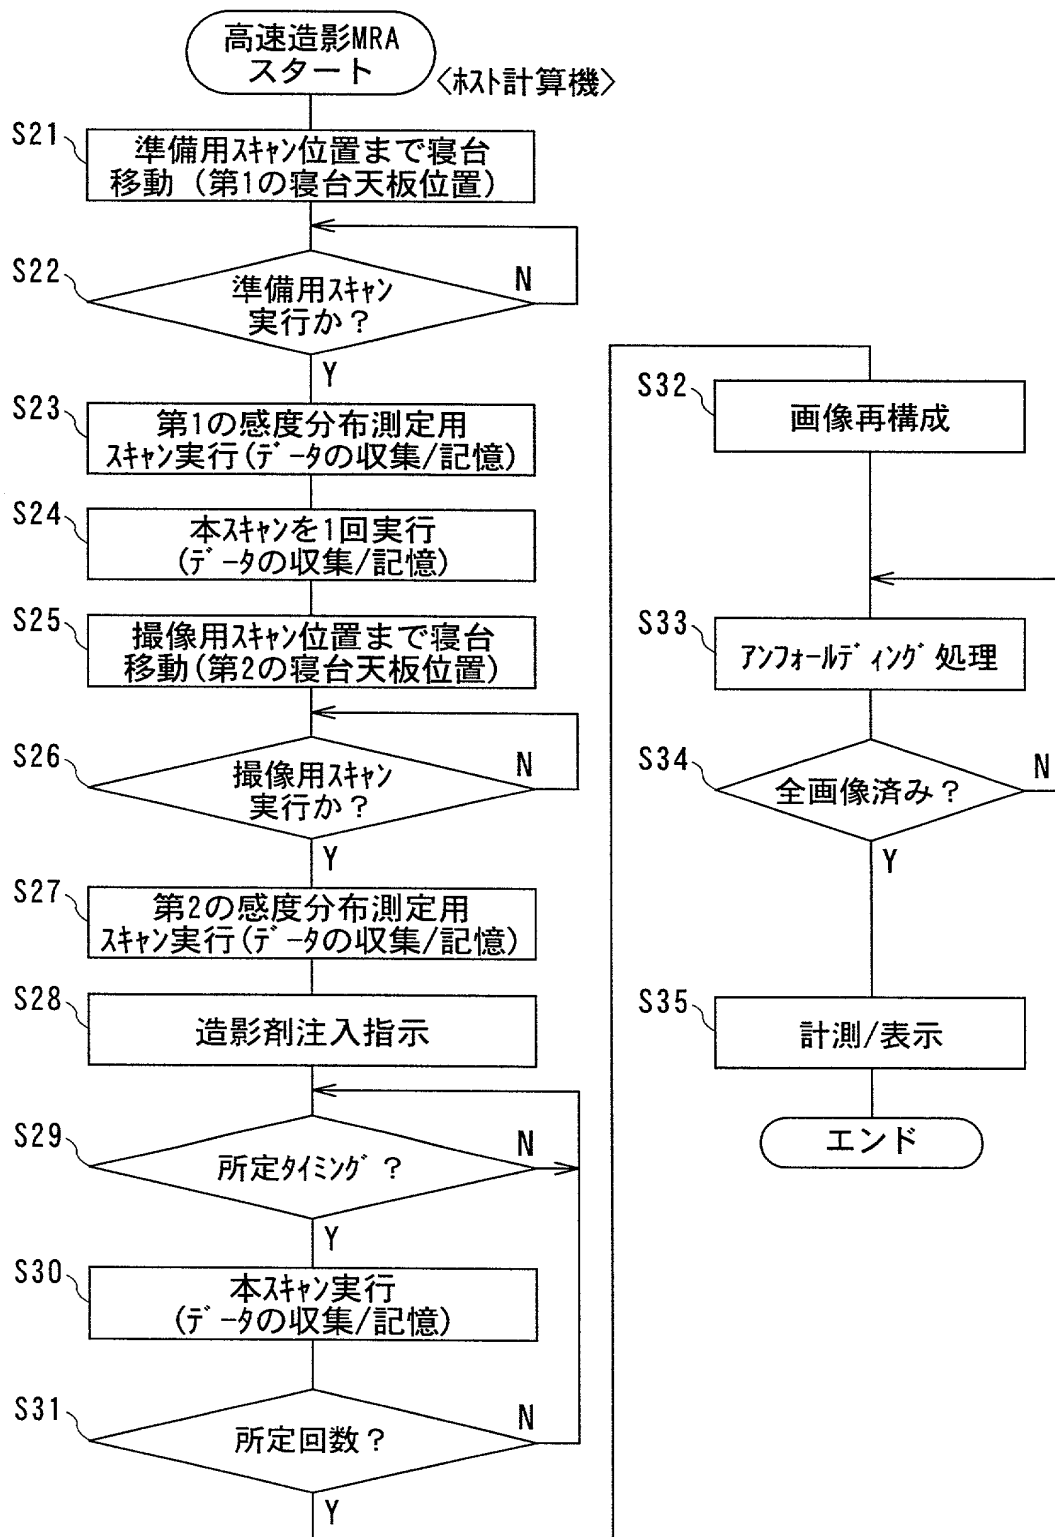 高速造影MRA
スタート
〈ホスト計算機〉
S21
準備用スキャン位置まで寝台
移動 (第1の寝台天板位置)
S22
準備用スキャン
実行か？
N
Y
S23
第1の感度分布測定用
スキャン実行(データの収集/記憶)
S24
本スキャンを1回実行
(データの収集/記憶)
S25
撮像用スキャン位置まで寝台
移動(第2の寝台天板位置)
S26
撮像用スキャン
実行か？
N
Y
S27
第2の感度分布測定用
スキャン実行(データの収集/記憶)
S28
造影剤注入指示
S29
所定タイミング？
N
Y
S30
本スキャン実行
(データの収集/記憶)
S31
所定回数？
N
Y
S32
画像再構成
S33
アンフォールディング処理
S34
全画像済み？
N
Y
S35
計測/表示
エンド